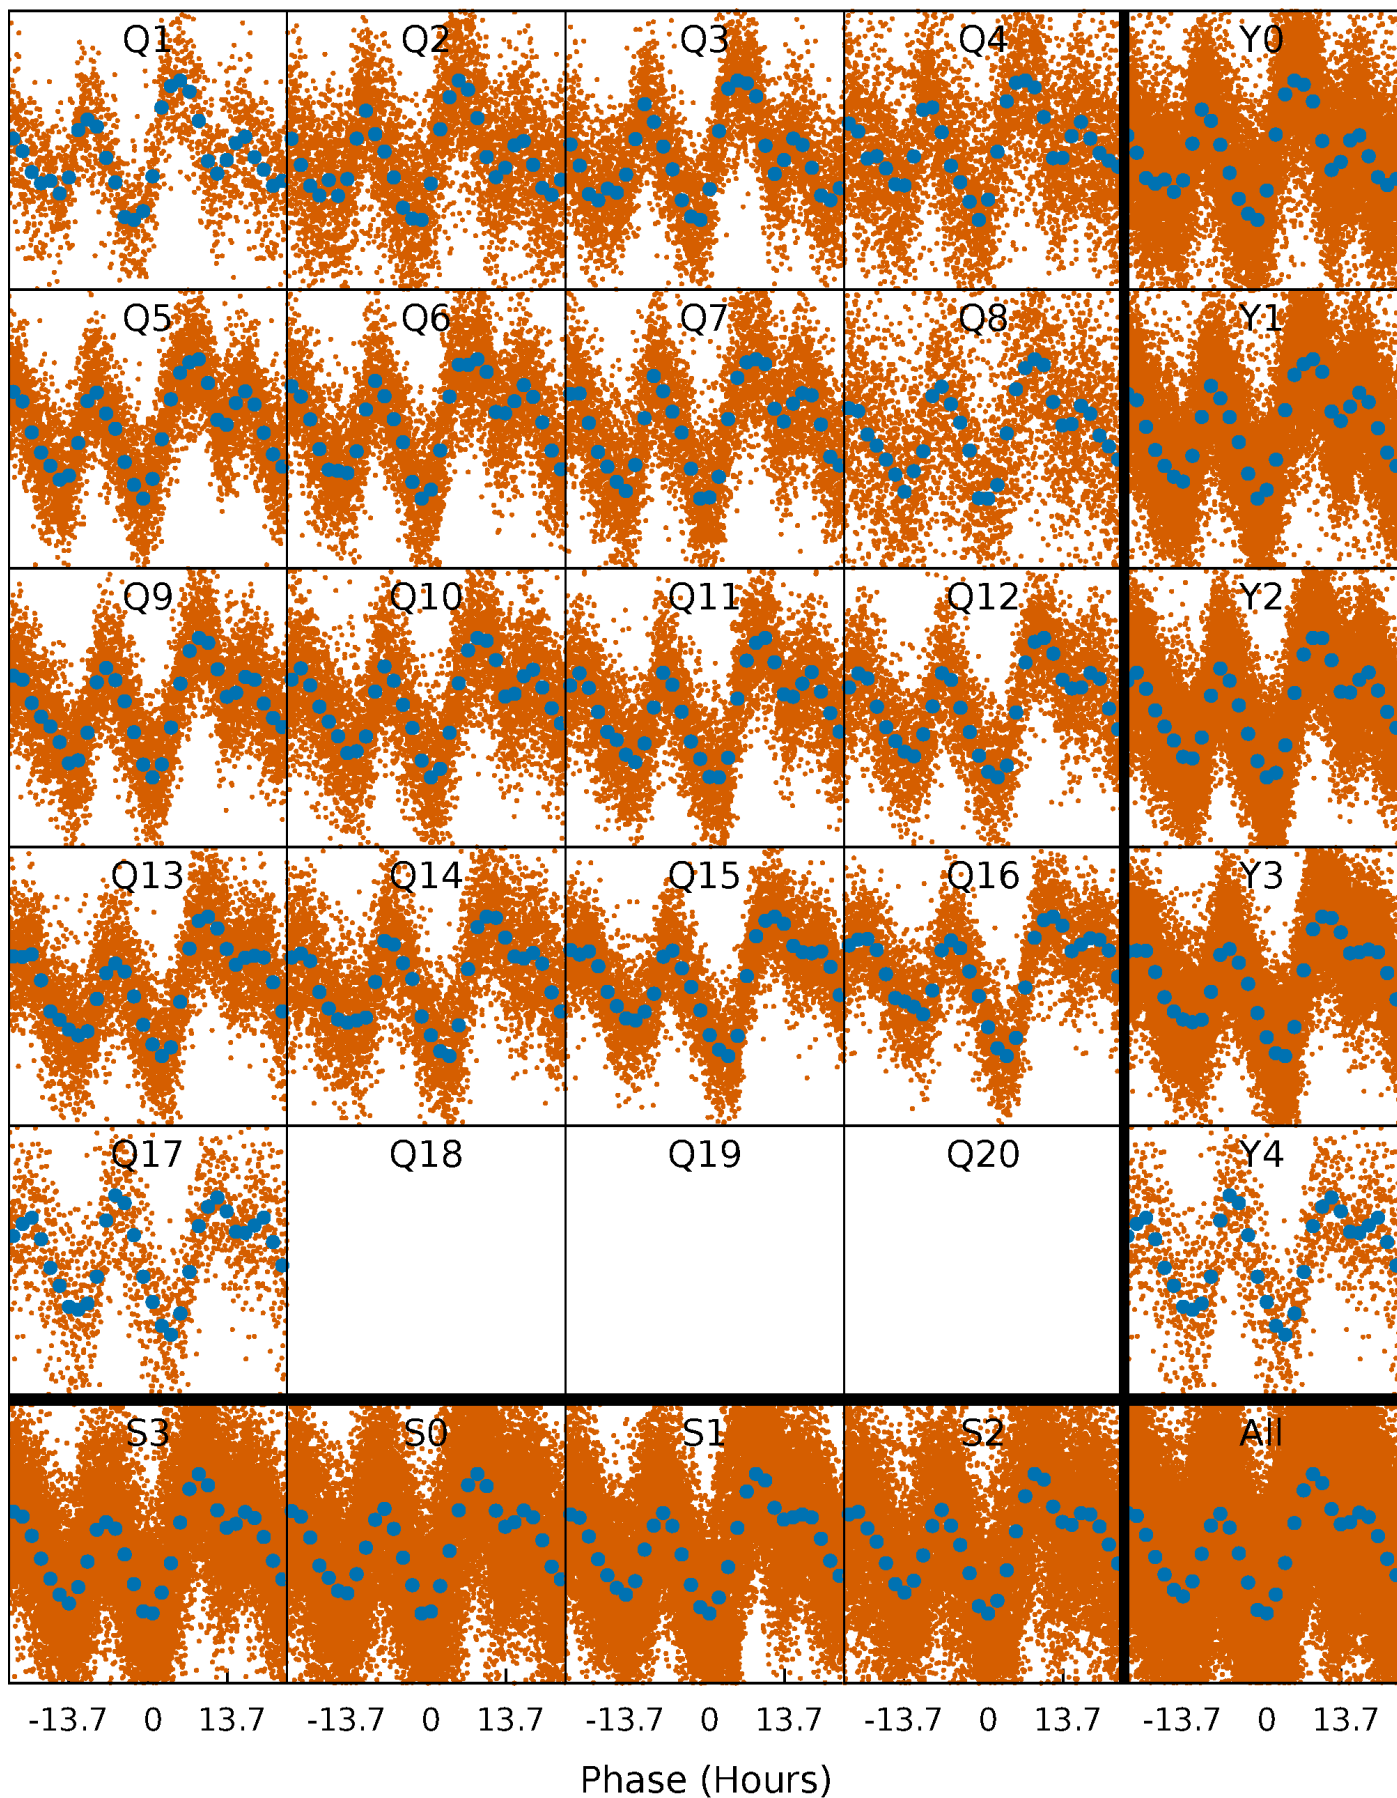 Q1 Q2 Q3 Q4 Y0
Q5 Q6 Q7 Q8 Y1
Q9 Q10 Q11 Q12 Y2
Q13 Q14 Q15 Q16 Y3
Q17 Q18 Q19 Q20 Y4
S3 S0 S1 S2 All
-13.7 0 13.7 -13.7 0 13.7 -13.7 0 13.7 -13.7 0 13.7 -13.7 0 13.7
Phase (Hours)